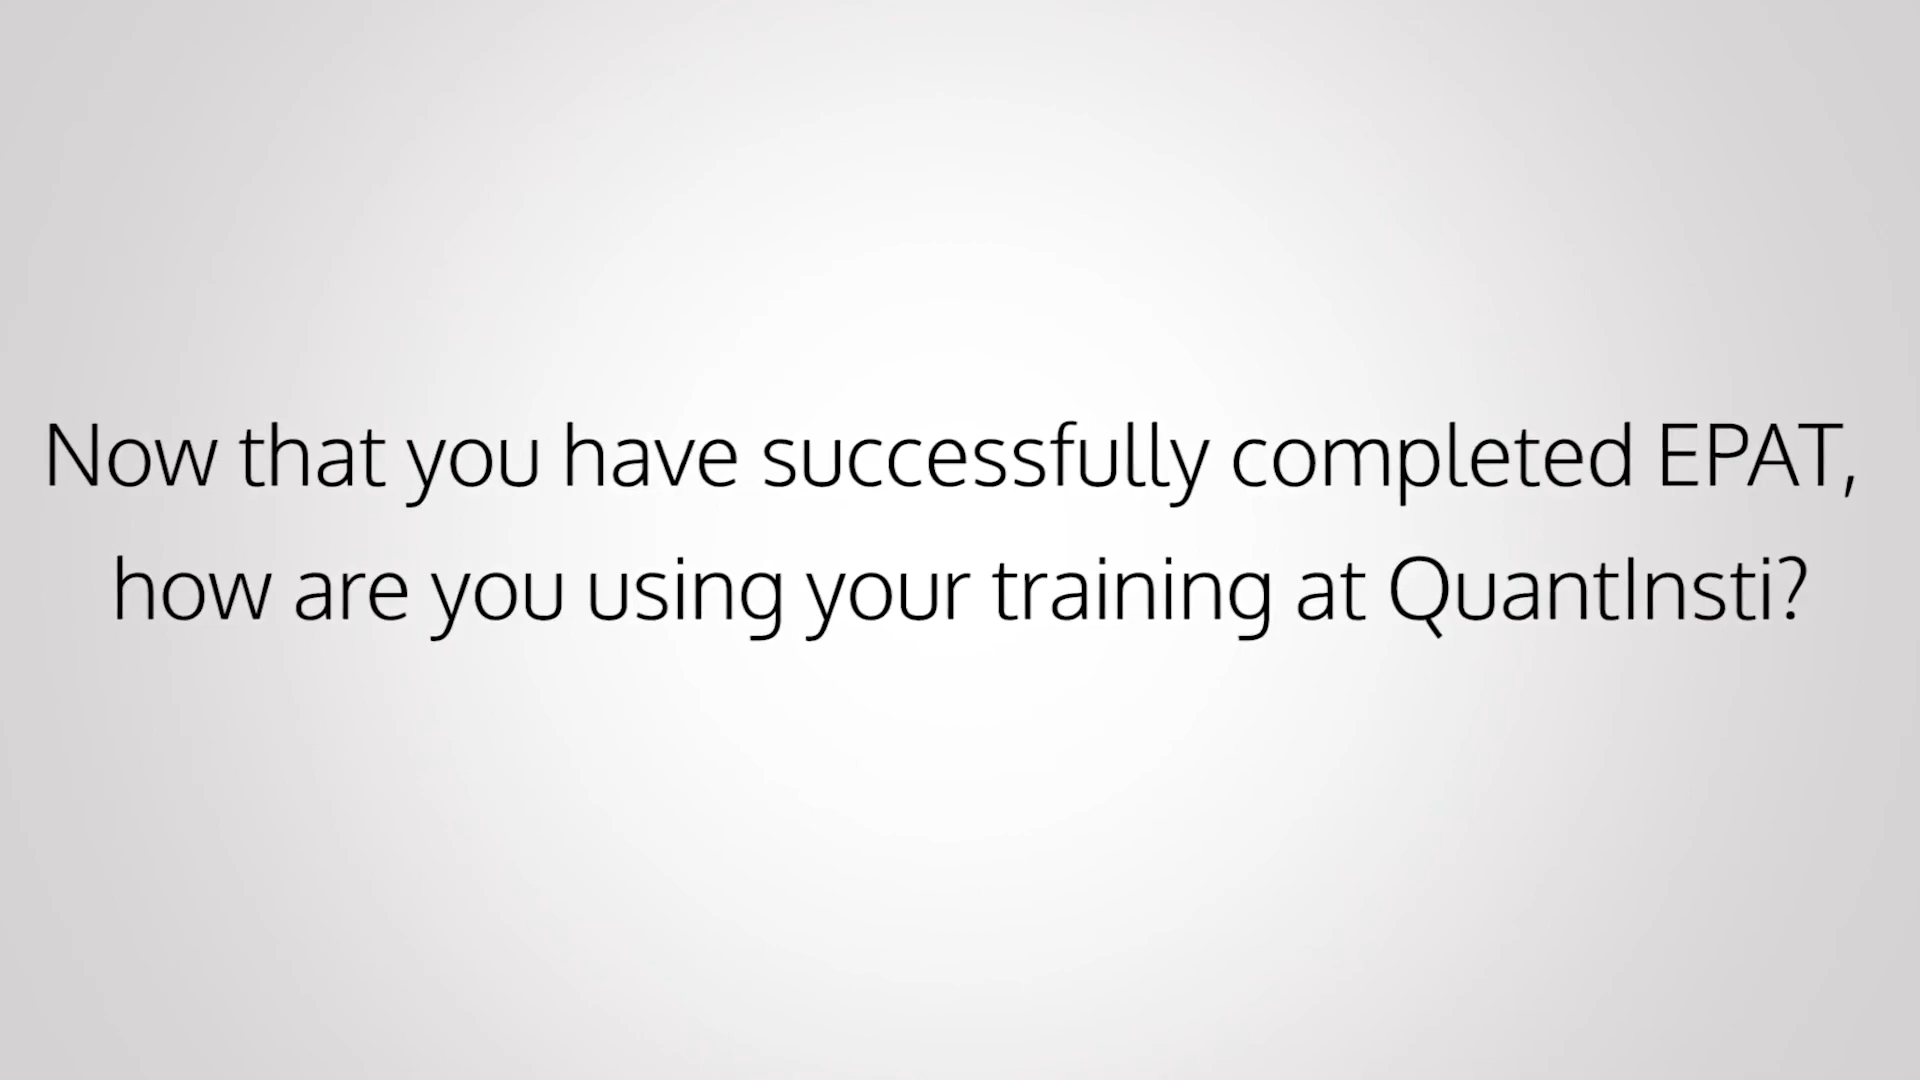 Now that you have successfully completed EPAT,
how are you using your training at QuantInsti?